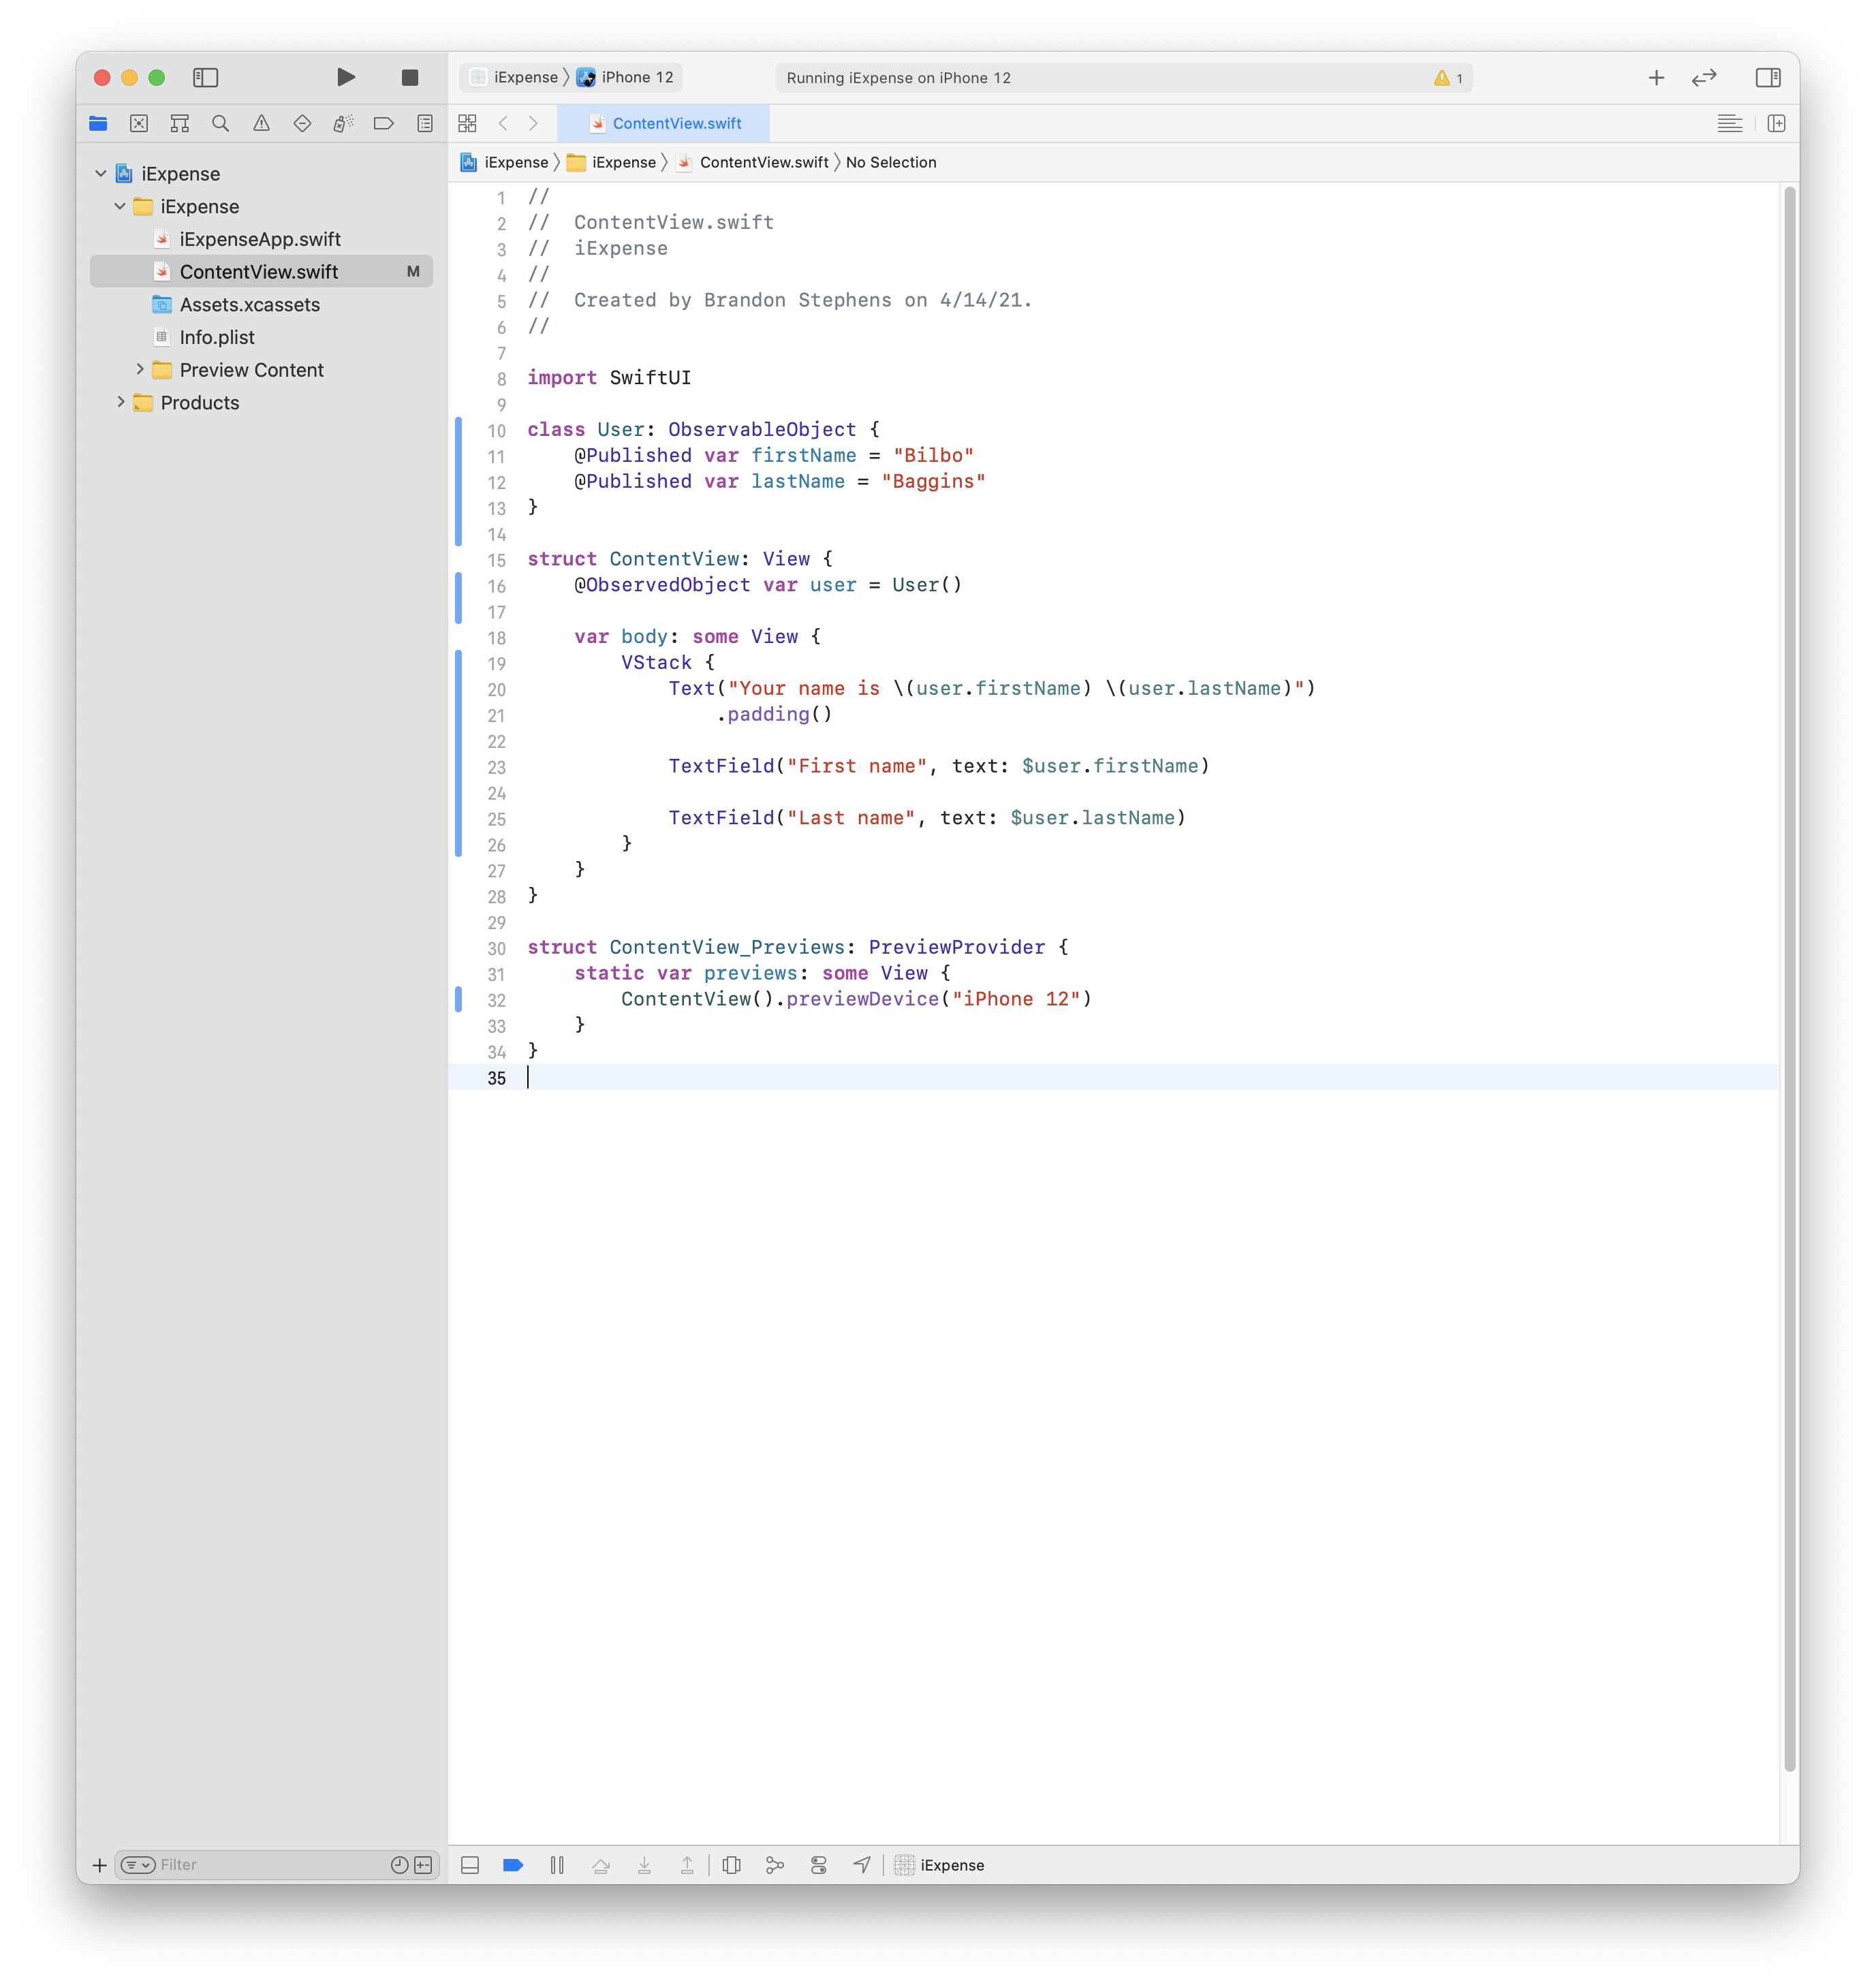 iExpense 〉 iPhone 12
Running iExpense on iPhone 12
1
ContentView.swift
iExpense 〉 iExpense 〉 ContentView.swift 〉 No Selection
iExpense
iExpense
iExpenseApp.swift
ContentView.swift M
Assets.xcassets
Info.plist
Preview Content
Products
1 //
2 //  ContentView.swift
3 //  iExpense
4 //
5 //  Created by Brandon Stephens on 4/14/21.
6 //
7
8 import SwiftUI
9
10 class User: ObservableObject {
11     @Published var firstName = "Bilbo"
12     @Published var lastName = "Baggins"
13 }
14
15 struct ContentView: View {
16     @ObservedObject var user = User()
17
18     var body: some View {
19         VStack {
20             Text("Your name is \(user.firstName) \(user.lastName)")
21                 .padding()
22
23             TextField("First name", text: $user.firstName)
24
25             TextField("Last name", text: $user.lastName)
26         }
27     }
28 }
29
30 struct ContentView_Previews: PreviewProvider {
31     static var previews: some View {
32         ContentView().previewDevice("iPhone 12")
33     }
34 }
35
Filter
iExpense